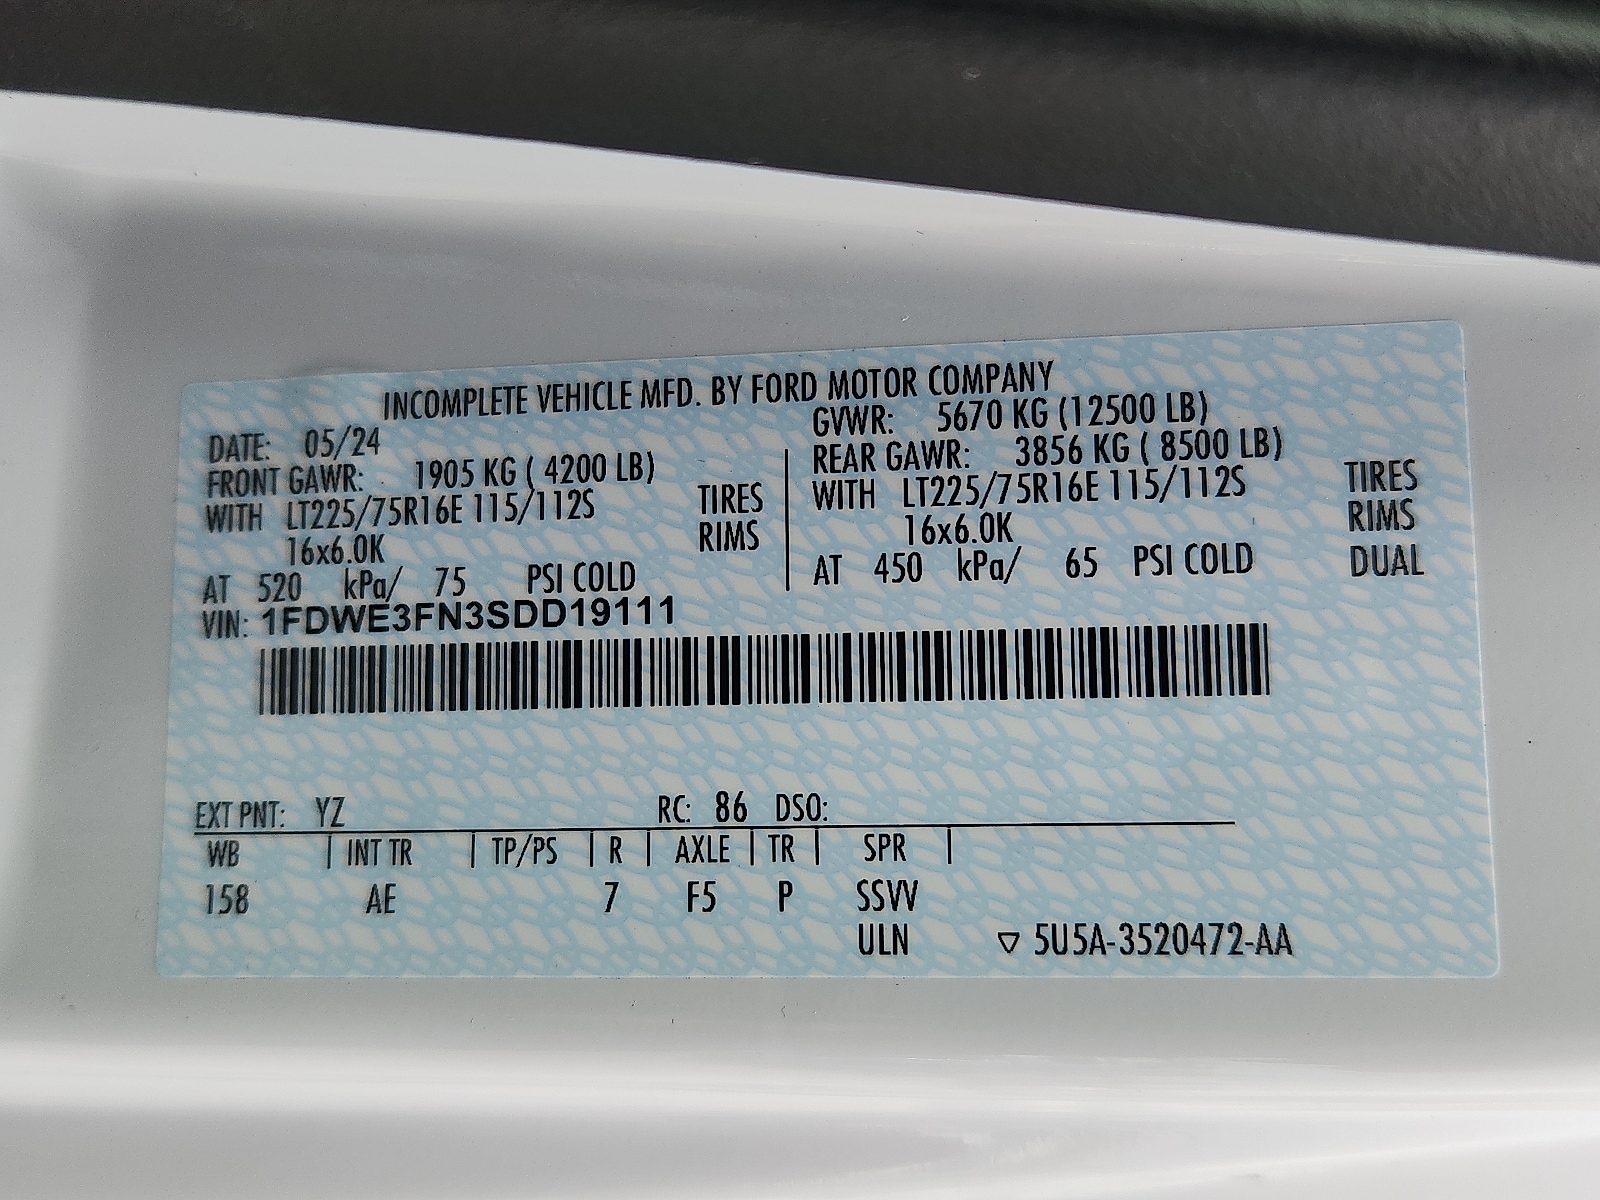 INCOMPLETE VEHICLE MFD. BY FORD MOTOR COMPANY
DATE: 05/24
FRONT GAWR: 1905 KG ( 4200 LB)
WITH LT225/75R16E 115/112S TIRES
16x6.0K RIMS
AT 520 kPa/ 75 PSI COLD
GVWR: 5670 KG (12500 LB)
REAR GAWR: 3856 KG ( 8500 LB)
WITH LT225/75R16E 115/112S TIRES
16x6.0K RIMS
AT 450 kPa/ 65 PSI COLD DUAL
VIN: 1FDWE3FN3SDD19111
EXT PNT: YZ RC: 86 DSO:
WB | INT TR | TP/PS | R | AXLE | TR | SPR |
158 AE 7 F5 P SSVV
ULN ▽ 5U5A-3520472-AA